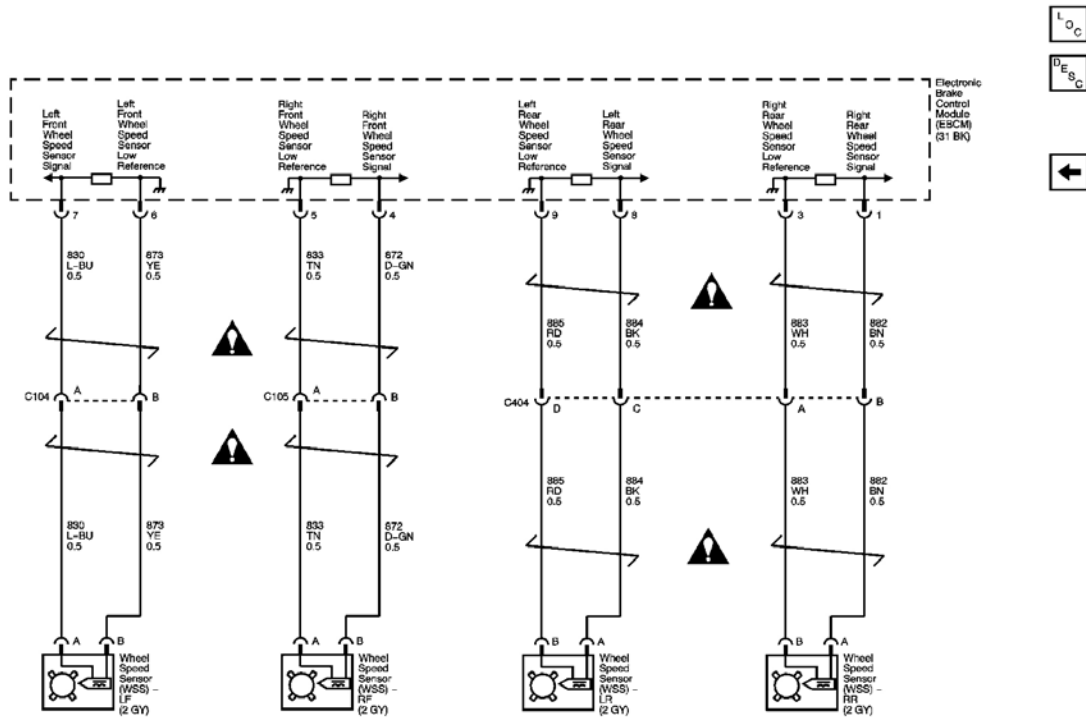 LOC
DESC
Electronic
Brake
Control
Module
(EBCM)
(31 BK)
Left
Front
Wheel
Speed
Sensor
Signal
Left
Front
Wheel
Speed
Sensor
Low
Reference
Right
Front
Wheel
Speed
Sensor
Low
Reference
Right
Front
Wheel
Speed
Sensor
Signal
Left
Rear
Wheel
Speed
Sensor
Low
Reference
Left
Rear
Wheel
Speed
Sensor
Signal
Right
Rear
Wheel
Speed
Sensor
Low
Reference
Right
Rear
Wheel
Speed
Sensor
Signal
7 6 5 4 9 8 3 1
830
L-BU
0.5
873
YE
0.5
833
TN
0.5
872
D-GN
0.5
885
RD
0.5
884
BK
0.5
883
WH
0.5
882
BN
0.5
C104 A B C105 A B C404 D C A B
830
L-BU
0.5
873
YE
0.5
833
TN
0.5
872
D-GN
0.5
885
RD
0.5
884
BK
0.5
883
WH
0.5
882
BN
0.5
A B A B B A B A
Wheel
Speed
Sensor
(WSS) –
LF
(2 GY)
Wheel
Speed
Sensor
(WSS) –
RF
(2 GY)
Wheel
Speed
Sensor
(WSS) –
LR
(2 GY)
Wheel
Speed
Sensor
(WSS) –
RR
(2 GY)